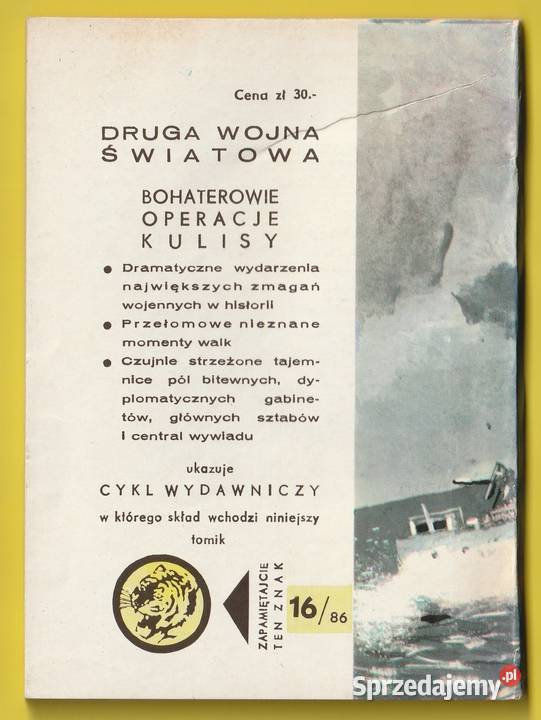 Cena zł 30.-
DRUGA WOJNA
ŚWIATOWA
BOHATEROWIE
OPERACJE
KULISY
● Dramatyczne wydarzenia
największych zmagań
wojennych w historii
● Przełomowe nieznane
momenty walk
● Czujnie strzeżone tajem-
nice pól bitewnych, dy-
plomatycznych gabine-
tów, głównych sztabów
i central wywiadu
ukazuje
CYKL WYDAWNICZY
w którego skład wchodzi niniejszy
tomik
ZAPAMIĘTAJCIE
TEN ZNAK
16/86
Sprzedajemy.pl